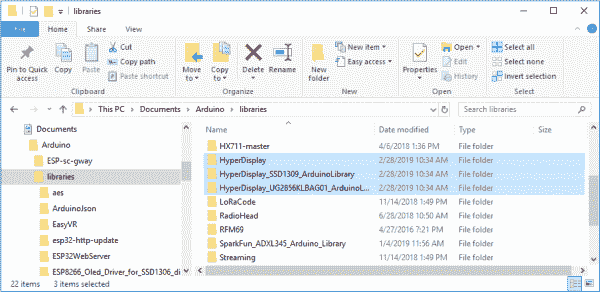 libraries
File Home Share View
Pin to Quick access Copy Paste Cut Copy path Paste shortcut Move to Copy to Delete Rename New folder New item Easy access Properties Open Edit History Select all Select none Invert selection
Clipboard Organize New Open Select
This PC Documents Arduino libraries Search libraries
Documents
Arduino
ESP-sc-gway
libraries
aes
ArduinoJson
EasyVR
esp32-http-update
ESP32WebServer
ESP8266_Oled_Driver_for_SSD1306_di
Name Date modified Type Size
HX711-master 4/6/2018 1:36 PM File folder
HyperDisplay 2/28/2019 10:34 AM File folder
HyperDisplay_SSD1309_ArduinoLibrary 2/28/2019 10:34 AM File folder
HyperDisplay_UG2856KLBAG01_ArduinoL... 2/28/2019 10:34 AM File folder
LoRaCode 11/14/2018 1:49 PM File folder
RadioHead 6/28/2018 10:50 AM File folder
RFM69 4/27/2016 7:21 PM File folder
SparkFun_ADXL345_Arduino_Library 1/4/2019 11:56 AM File folder
Streaming 11/14/2018 1:49 PM File folder
22 items 3 items selected